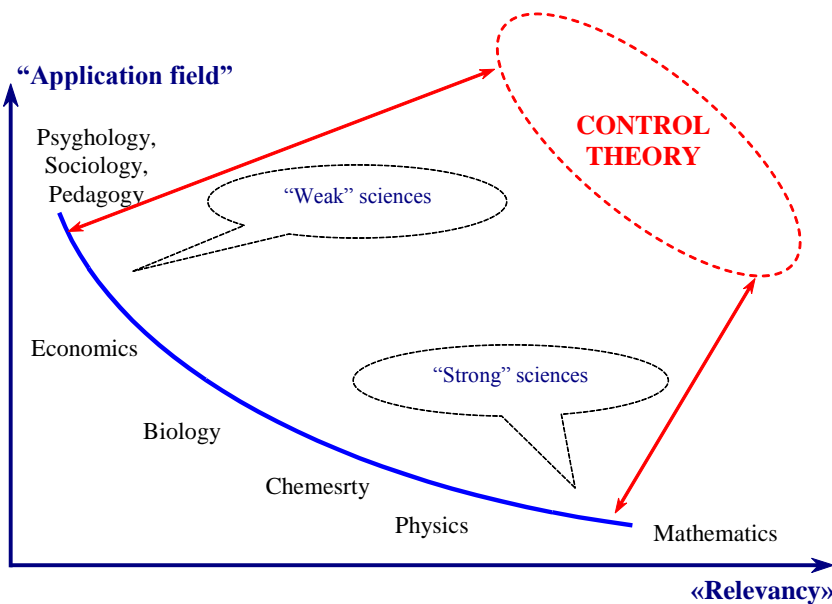 “Application field”
Psyghology,
Sociology,
Pedagogy
CONTROL
THEORY
“Weak” sciences
Economics
“Strong” sciences
Biology
Chemesrty
Physics
Mathematics
«Relevancy»